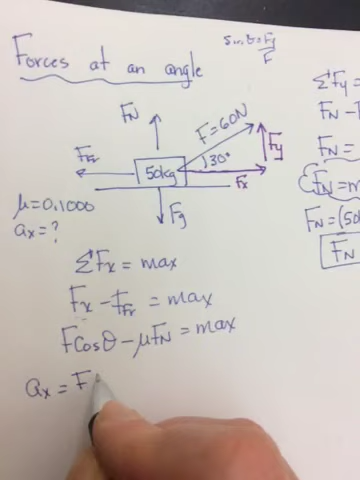 Forces at an angle
sinθ = Fy/F
FN
F = 60N
30°
Ffr
50kg
Fx
Fy
Fg
μ = 0.1000
ax = ?
ΣFx = max
Fx - Ffr = max
Fcosθ - μFN = max
ax = F
ΣFy =
FN -
FN =
FN = m
FN = (50
FN